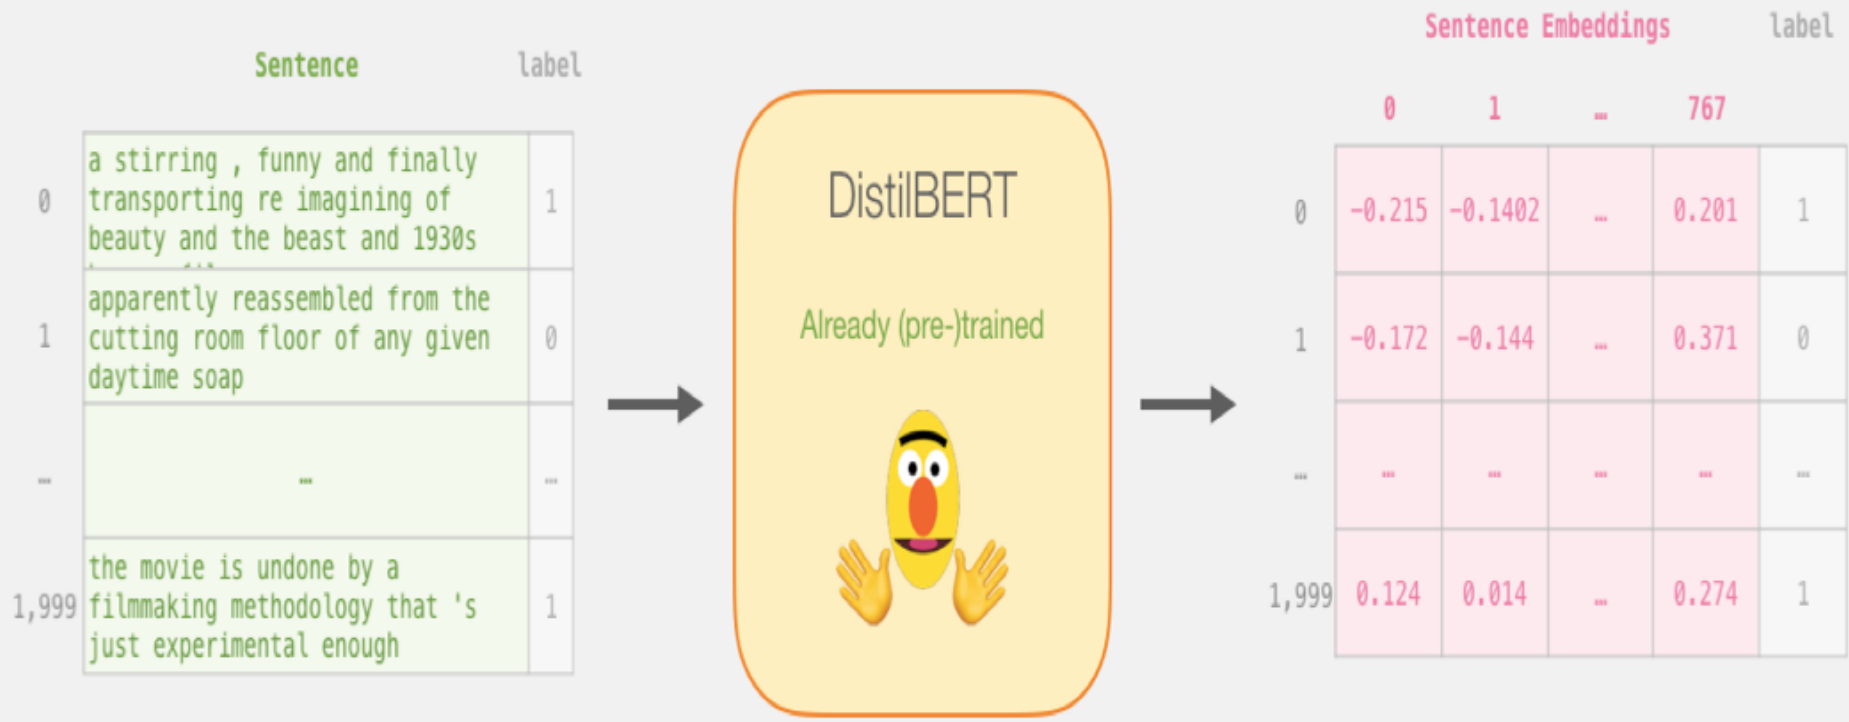 Sentence label
0 a stirring , funny and finally
transporting re imagining of
beauty and the beast and 1930s
1
1 apparently reassembled from the
cutting room floor of any given
daytime soap
0
… … …
1,999 the movie is undone by a
filmmaking methodology that 's
just experimental enough
1
DistilBERT
Already (pre-)trained
Sentence Embeddings label
0 1 … 767
0 -0.215 -0.1402 … 0.201 1
1 -0.172 -0.144 … 0.371 0
… … … … … …
1,999 0.124 0.014 … 0.274 1